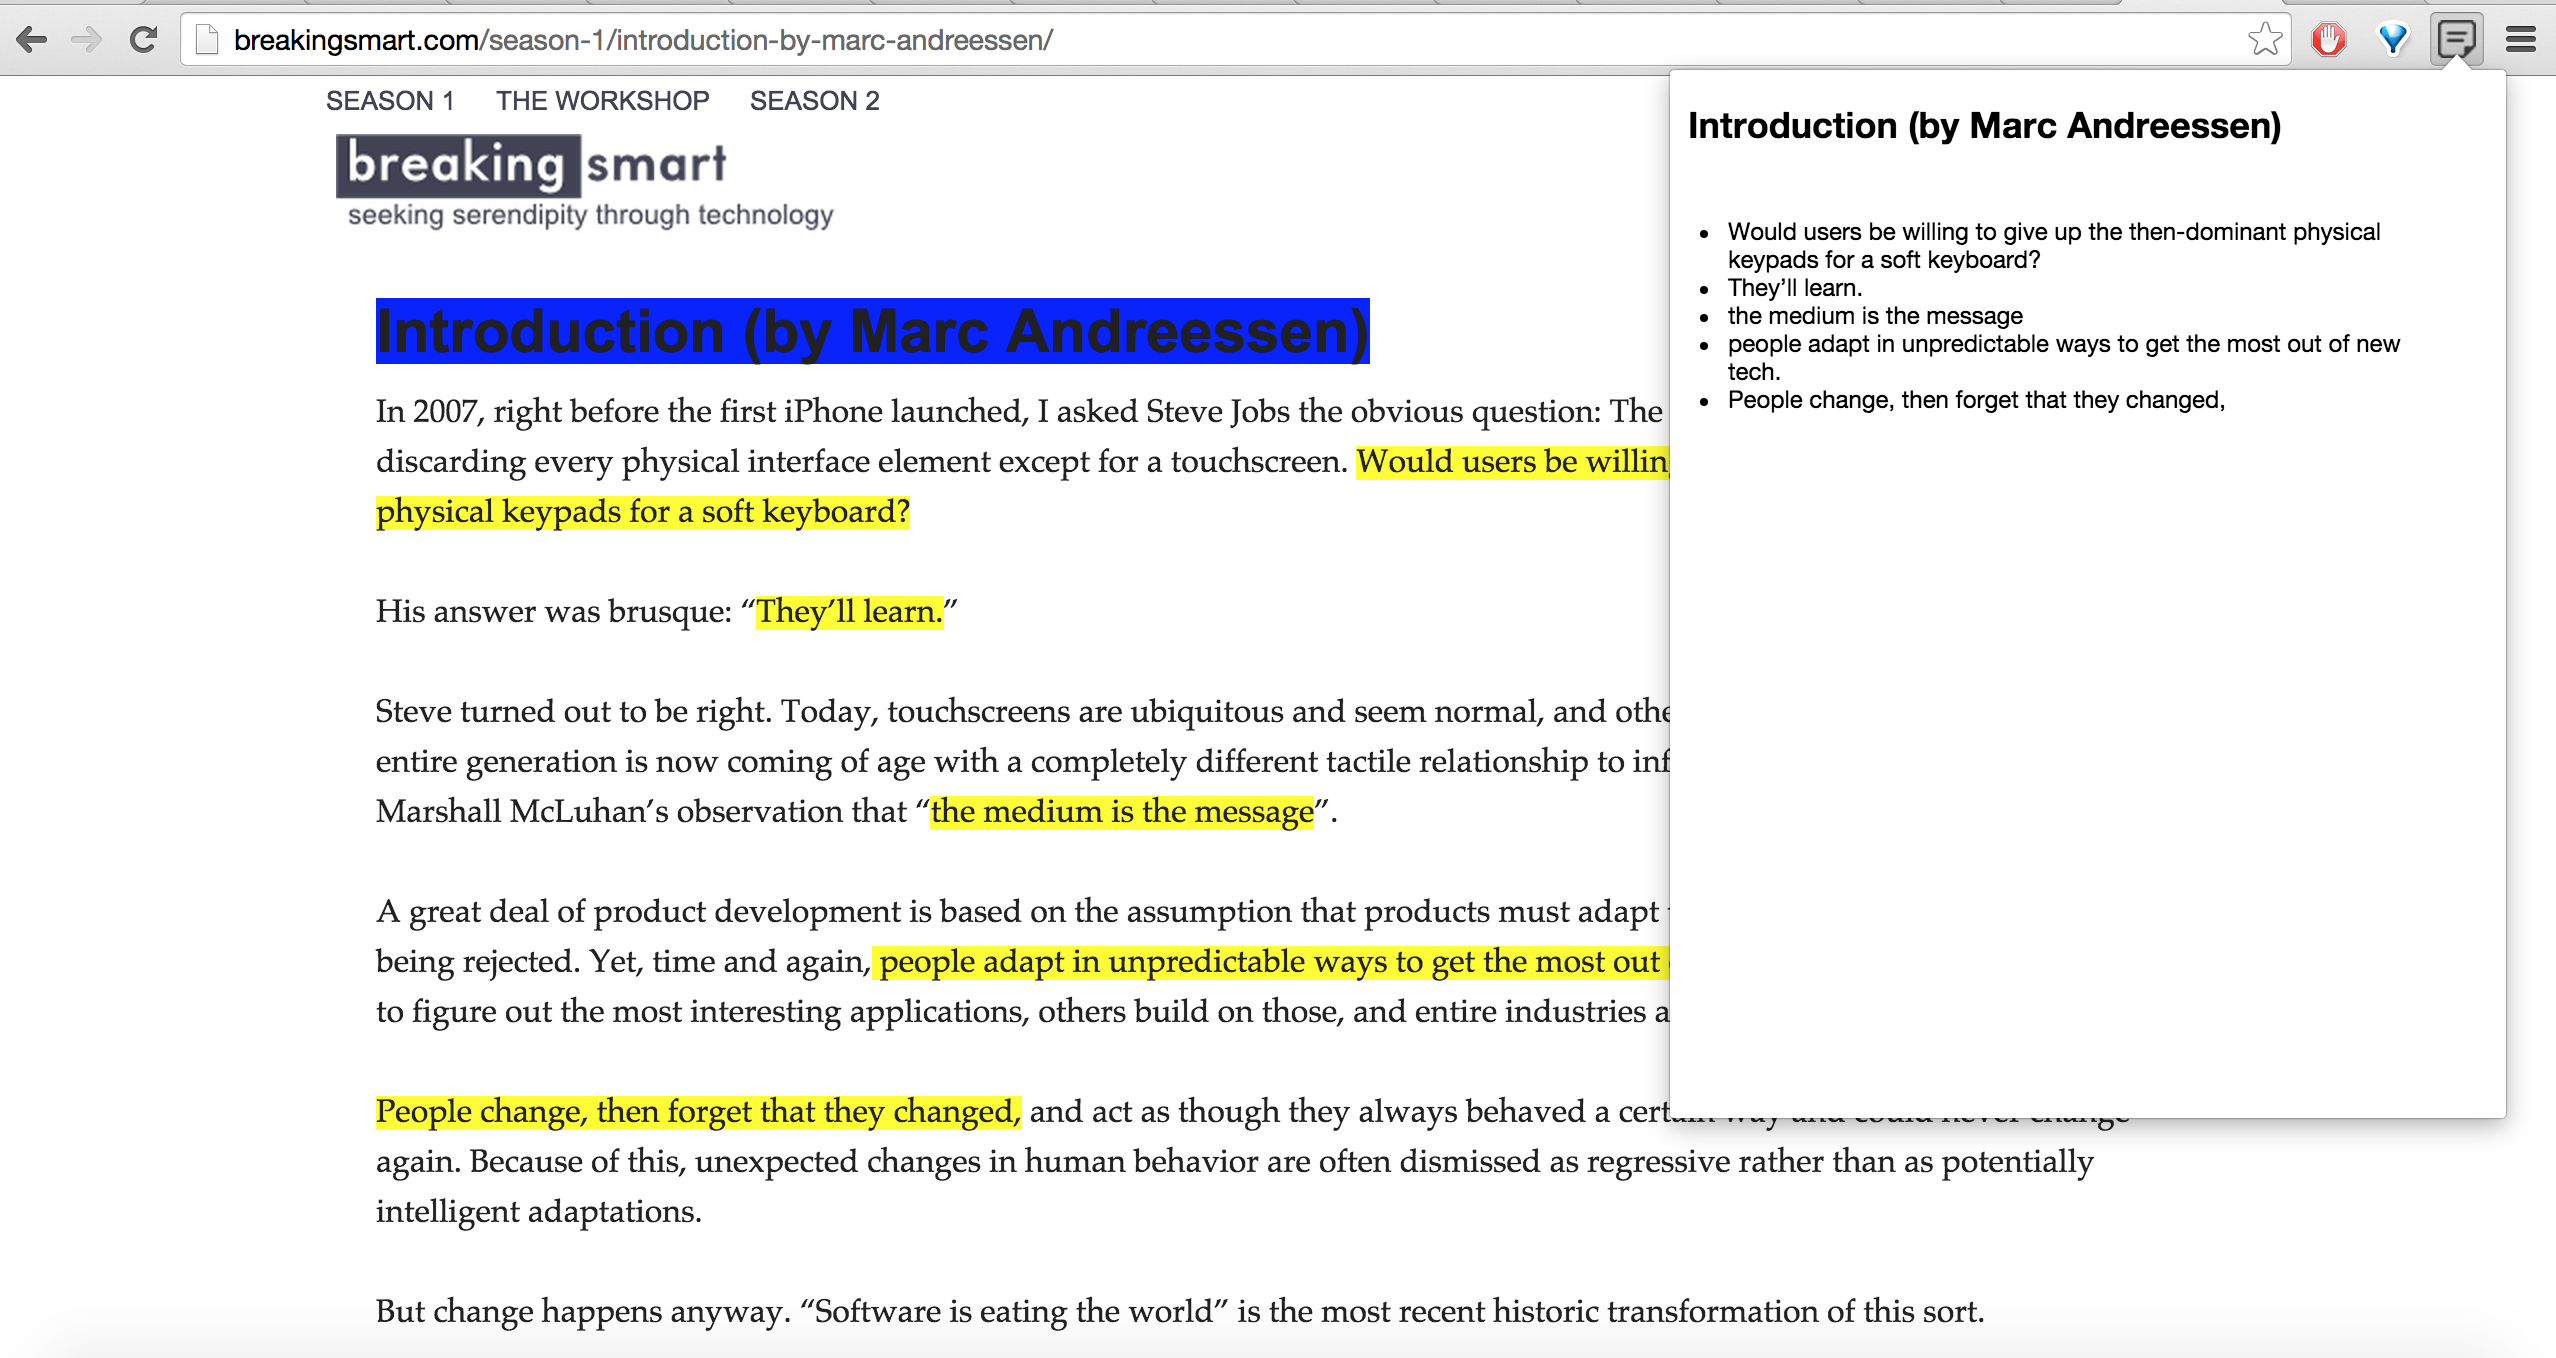 breakingsmart.com/season-1/introduction-by-marc-andreessen/
SEASON 1 THE WORKSHOP SEASON 2
breaking smart
seeking serendipity through technology
Introduction (by Marc Andreessen)
In 2007, right before the first iPhone launched, I asked Steve Jobs the obvious question: The
discarding every physical interface element except for a touchscreen. Would users be willin
physical keypads for a soft keyboard?
His answer was brusque: “They’ll learn.”
Steve turned out to be right. Today, touchscreens are ubiquitous and seem normal, and othe
entire generation is now coming of age with a completely different tactile relationship to inf
Marshall McLuhan’s observation that “the medium is the message”.
A great deal of product development is based on the assumption that products must adapt
being rejected. Yet, time and again, people adapt in unpredictable ways to get the most out
to figure out the most interesting applications, others build on those, and entire industries a
People change, then forget that they changed, and act as though they always behaved a certain way and could never change
again. Because of this, unexpected changes in human behavior are often dismissed as regressive rather than as potentially
intelligent adaptations.
But change happens anyway. “Software is eating the world” is the most recent historic transformation of this sort.
Introduction (by Marc Andreessen)
• Would users be willing to give up the then-dominant physical
keypads for a soft keyboard?
• They’ll learn.
• the medium is the message
• people adapt in unpredictable ways to get the most out of new
tech.
• People change, then forget that they changed,